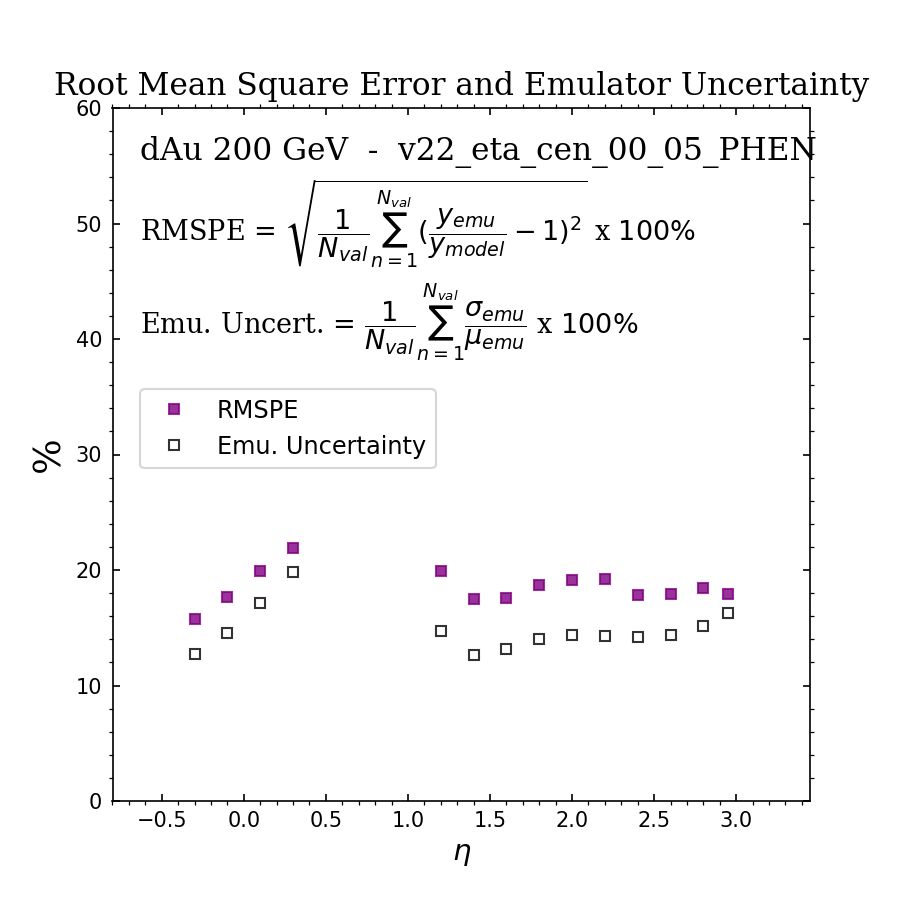 Root Mean Square Error and Emulator Uncertainty
dAu 200 GeV - v22_eta_cen_00_05_PHEN
RMSPE = √(1/N_val ∑_{n=1}^{N_val} (y_emu/y_model − 1)²) x 100%
Emu. Uncert. = 1/N_val ∑_{n=1}^{N_val} σ_emu/μ_emu x 100%
RMSPE
Emu. Uncertainty
%
60
50
40
30
20
10
0
−0.5 0.0 0.5 1.0 1.5 2.0 2.5 3.0
η